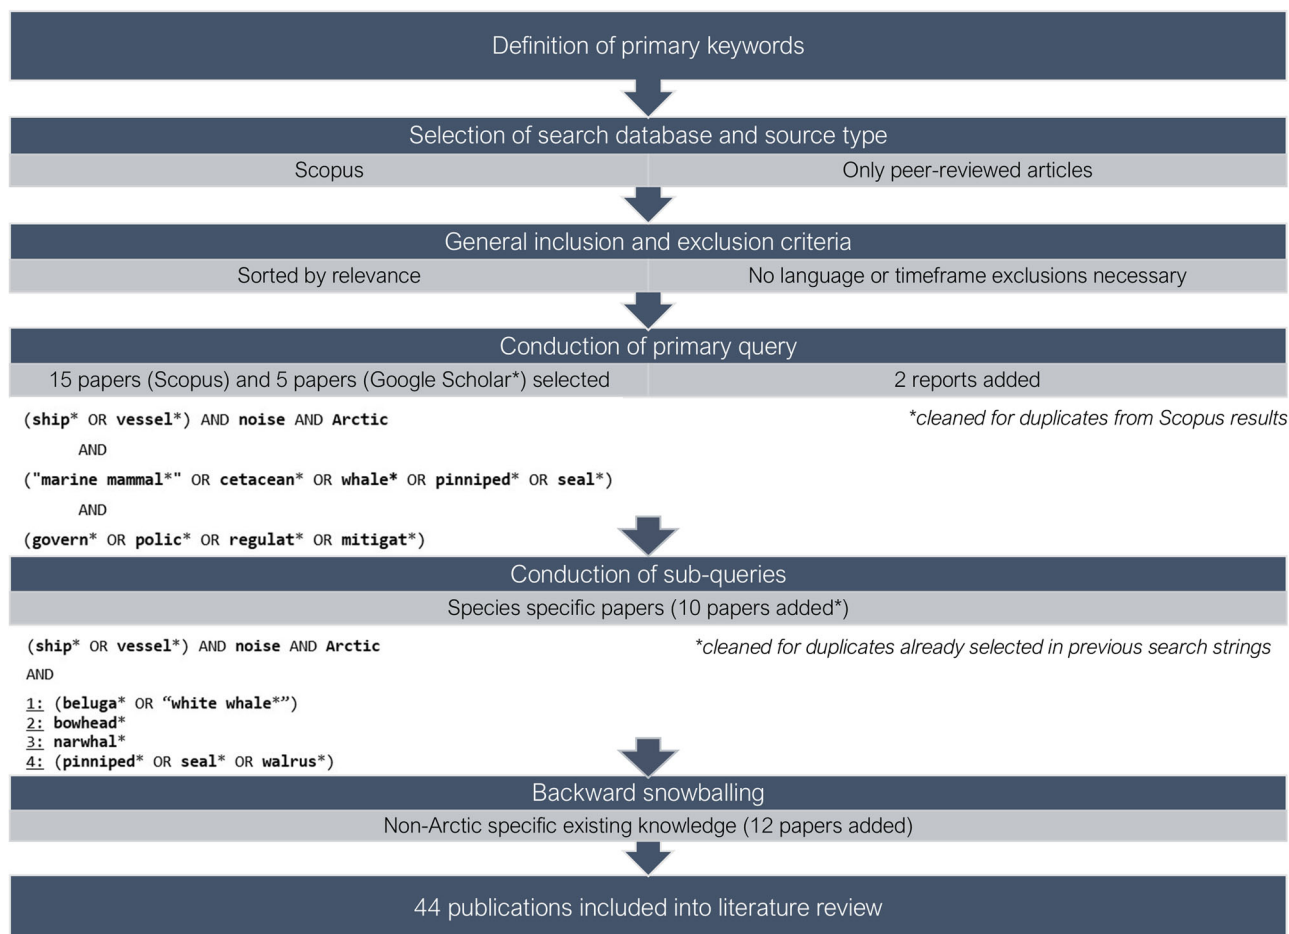 Definition of primary keywords
Selection of search database and source type
Scopus
Only peer-reviewed articles
General inclusion and exclusion criteria
Sorted by relevance
No language or timeframe exclusions necessary
Conduction of primary query
15 papers (Scopus) and 5 papers (Google Scholar*) selected
2 reports added
(ship* OR vessel*) AND noise AND Arctic
*cleaned for duplicates from Scopus results
AND
("marine mammal*" OR cetacean* OR whale* OR pinniped* OR seal*)
AND
(govern* OR polic* OR regulat* OR mitigat*)
Conduction of sub-queries
Species specific papers (10 papers added*)
(ship* OR vessel*) AND noise AND Arctic
*cleaned for duplicates already selected in previous search strings
AND
1: (beluga* OR “white whale*”)
2: bowhead*
3: narwhal*
4: (pinniped* OR seal* OR walrus*)
Backward snowballing
Non-Arctic specific existing knowledge (12 papers added)
44 publications included into literature review